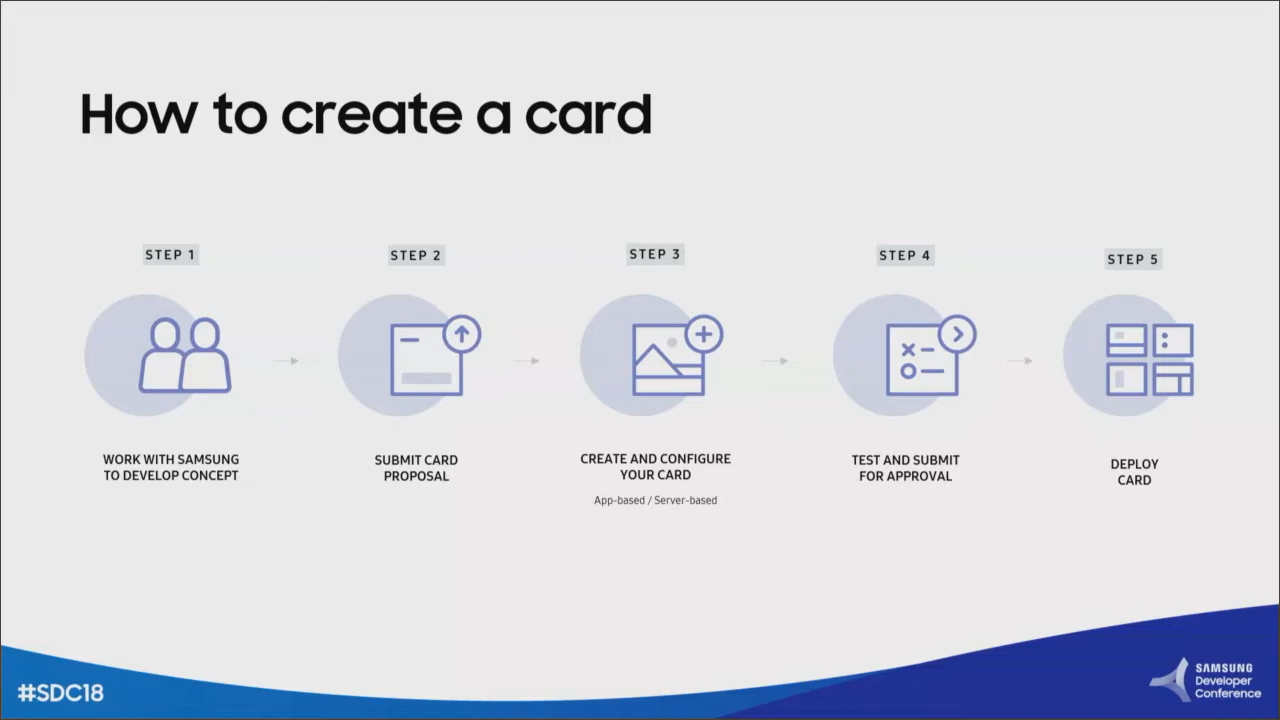 How to create a card
STEP 1
STEP 2
STEP 3
STEP 4
STEP 5
WORK WITH SAMSUNG
TO DEVELOP CONCEPT
SUBMIT CARD
PROPOSAL
CREATE AND CONFIGURE
YOUR CARD
App-based / Server-based
TEST AND SUBMIT
FOR APPROVAL
DEPLOY
CARD
#SDC18
SAMSUNG
Developer
Conference